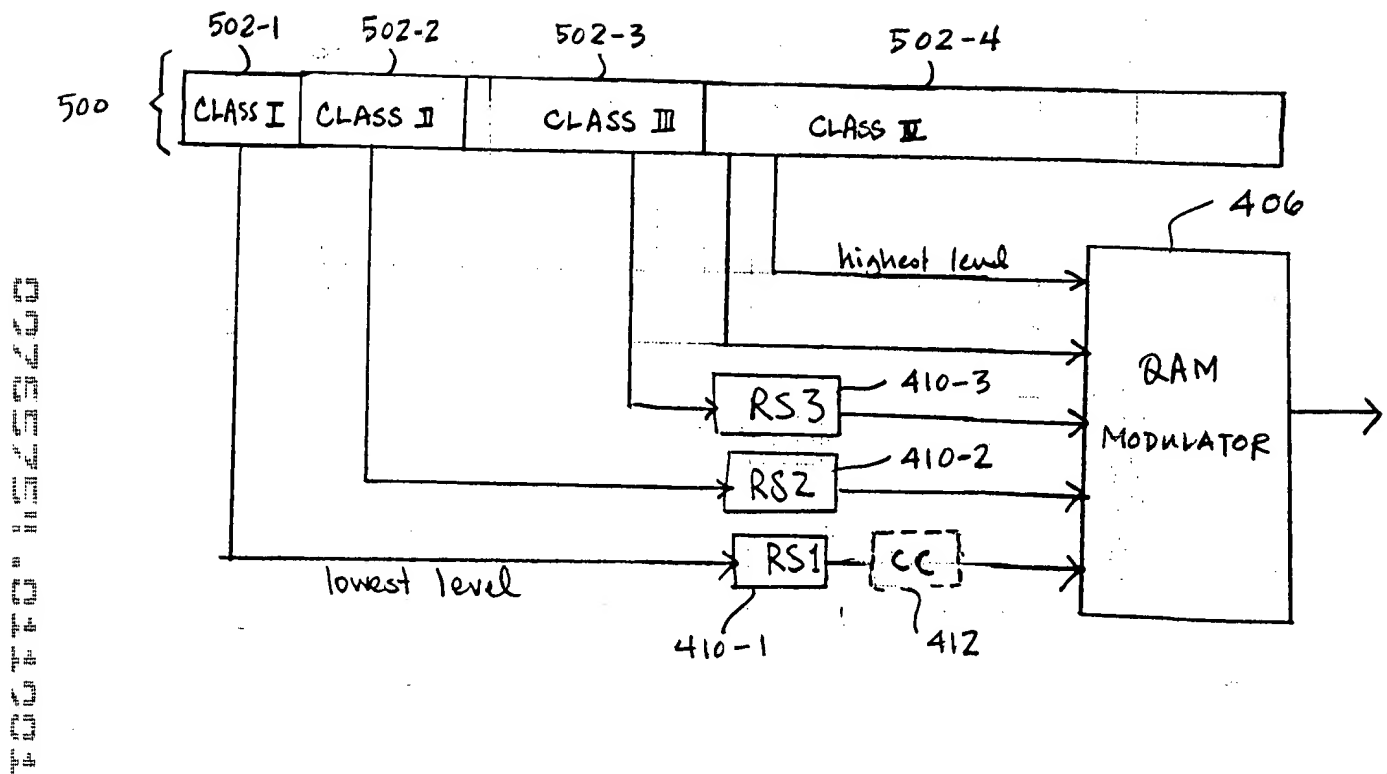 502-1 502-2 502-3 502-4
500
CLASS I CLASS II CLASS III CLASS IV
406
highest level
QAM
MODULATOR
RS3
410-3
RS2
410-2
RS1
CC
lowest level
410-1
412